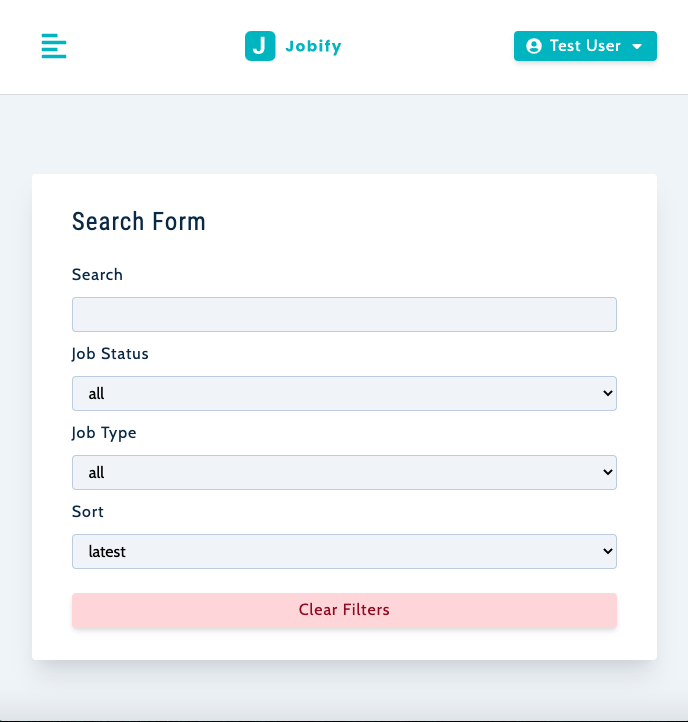 J Jobify
Test User
Search Form
Search
Job Status
all
Job Type
all
Sort
latest
Clear Filters